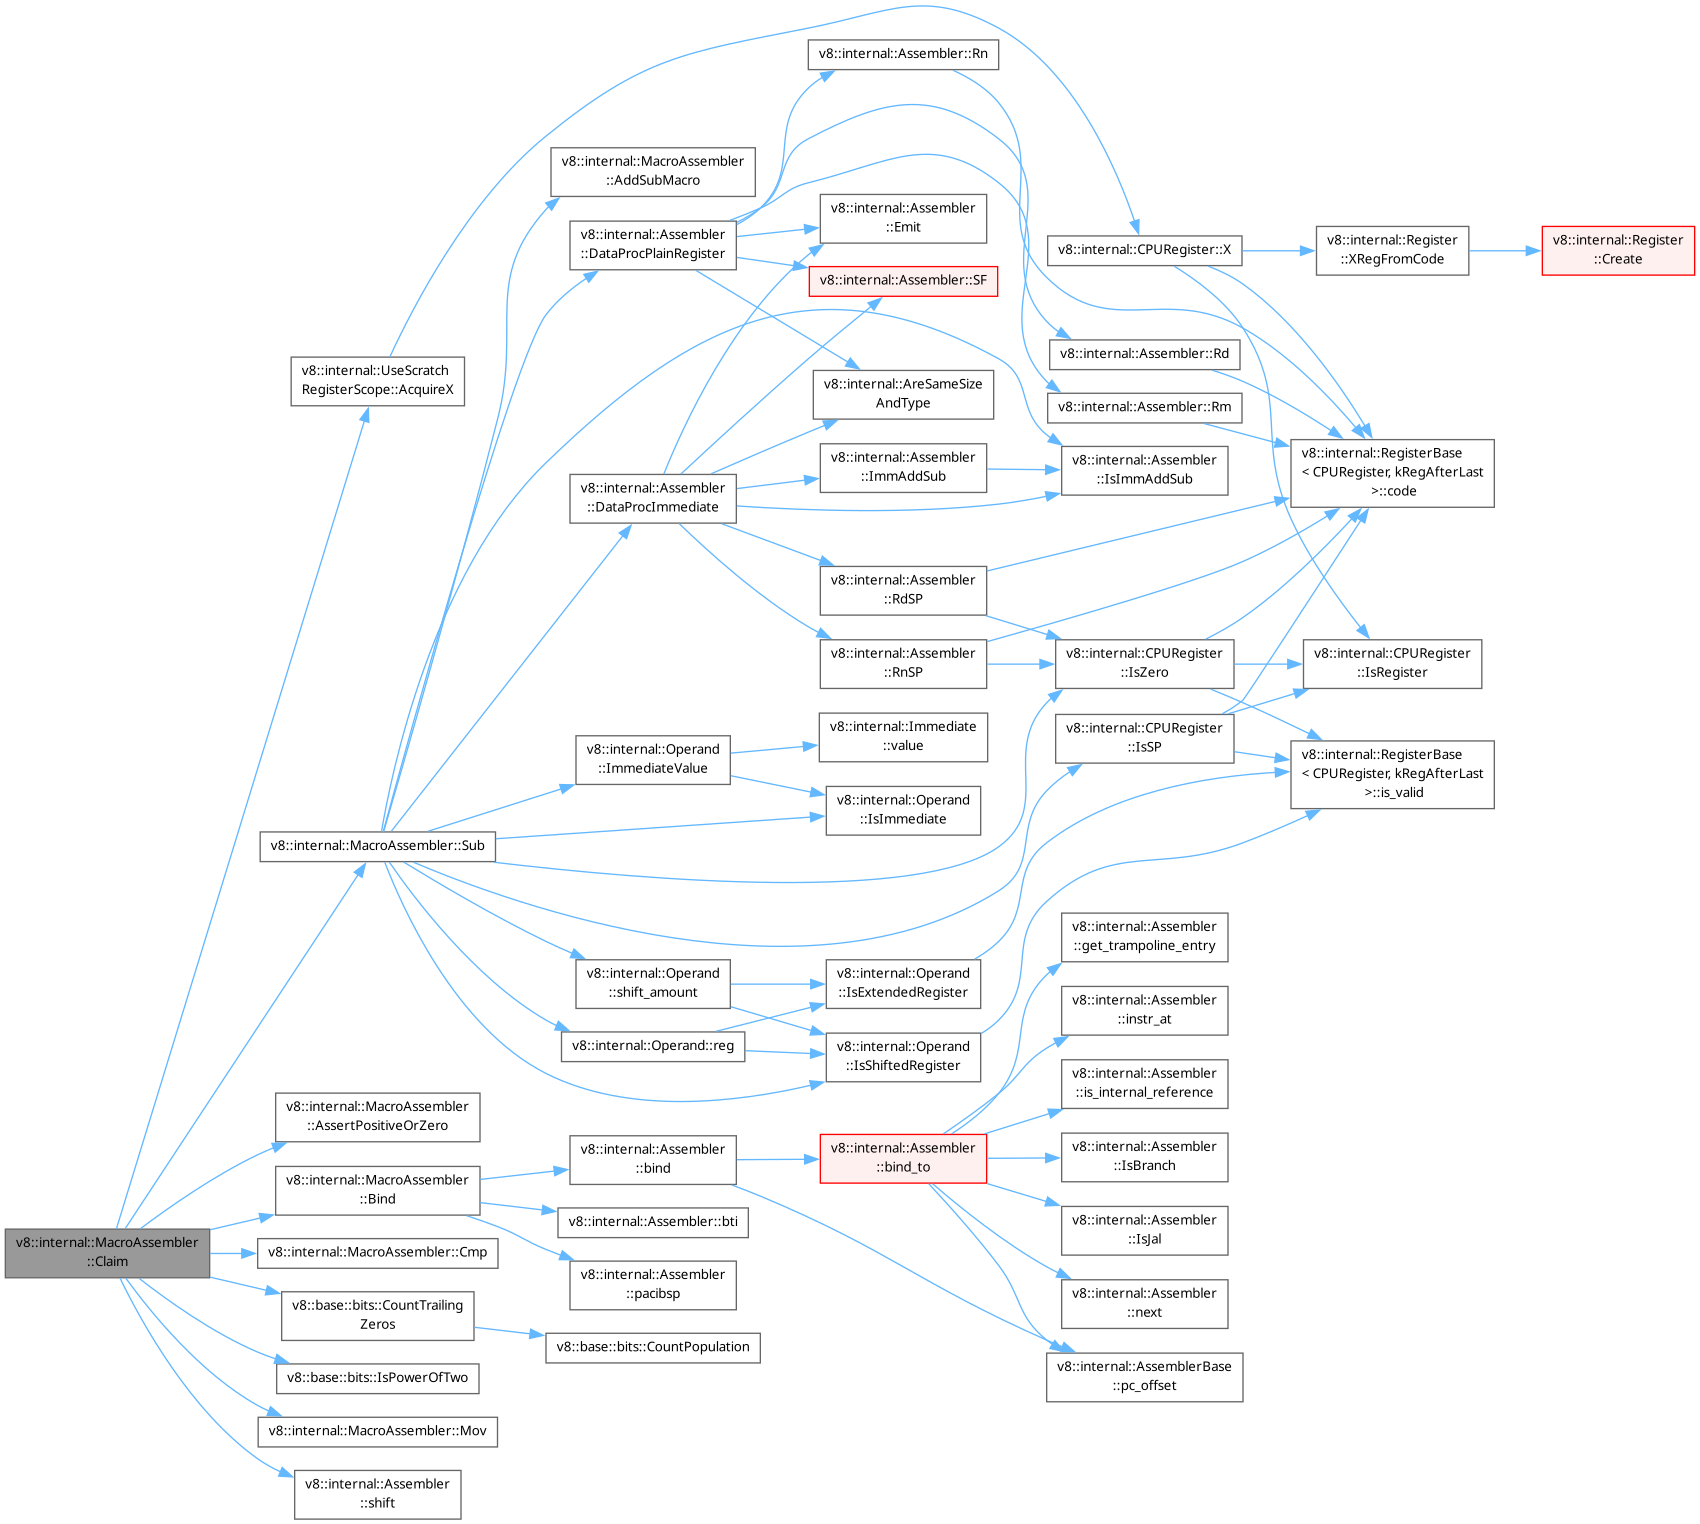 v8::internal::MacroAssembler
::Claim
v8::internal::UseScratch
RegisterScope::AcquireX
v8::internal::MacroAssembler::Sub
v8::internal::MacroAssembler
::AssertPositiveOrZero
v8::internal::MacroAssembler
::Bind
v8::internal::MacroAssembler::Cmp
v8::base::bits::CountTrailing
Zeros
v8::base::bits::IsPowerOfTwo
v8::internal::MacroAssembler::Mov
v8::internal::Assembler
::shift
v8::internal::MacroAssembler
::AddSubMacro
v8::internal::Assembler
::DataProcPlainRegister
v8::internal::Assembler
::DataProcImmediate
v8::internal::Operand
::ImmediateValue
v8::internal::Operand
::shift_amount
v8::internal::Operand::reg
v8::internal::Assembler
::bind
v8::internal::Assembler::bti
v8::internal::Assembler
::pacibsp
v8::base::bits::CountPopulation
v8::internal::Assembler::Rn
v8::internal::Assembler
::Emit
v8::internal::Assembler::SF
v8::internal::AreSameSize
AndType
v8::internal::Assembler
::ImmAddSub
v8::internal::Assembler
::RdSP
v8::internal::Assembler
::RnSP
v8::internal::Immediate
::value
v8::internal::Operand
::IsImmediate
v8::internal::Operand
::IsExtendedRegister
v8::internal::Operand
::IsShiftedRegister
v8::internal::Assembler
::bind_to
v8::internal::CPURegister::X
v8::internal::Assembler::Rd
v8::internal::Assembler::Rm
v8::internal::Assembler
::IsImmAddSub
v8::internal::CPURegister
::IsZero
v8::internal::CPURegister
::IsSP
v8::internal::Assembler
::get_trampoline_entry
v8::internal::Assembler
::instr_at
v8::internal::Assembler
::is_internal_reference
v8::internal::Assembler
::IsBranch
v8::internal::Assembler
::IsJal
v8::internal::Assembler
::next
v8::internal::AssemblerBase
::pc_offset
v8::internal::Register
::XRegFromCode
v8::internal::RegisterBase
< CPURegister, kRegAfterLast
>::code
v8::internal::CPURegister
::IsRegister
v8::internal::RegisterBase
< CPURegister, kRegAfterLast
>::is_valid
v8::internal::Register
::Create